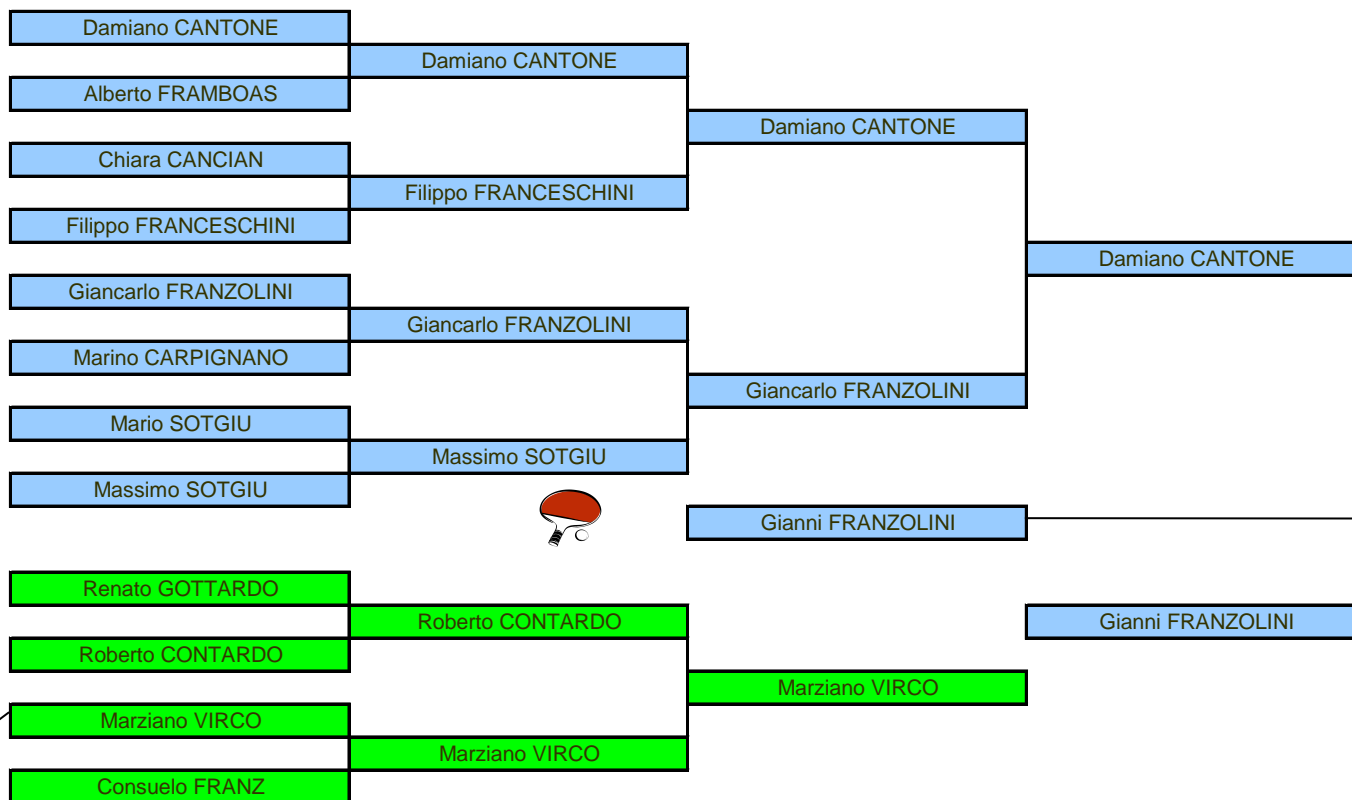 Damiano CANTONE
Damiano CANTONE
Alberto FRAMBOAS
Damiano CANTONE
Chiara CANCIAN
Filippo FRANCESCHINI
Filippo FRANCESCHINI
Damiano CANTONE
Giancarlo FRANZOLINI
Giancarlo FRANZOLINI
Marino CARPIGNANO
Giancarlo FRANZOLINI
Mario SOTGIU
Massimo SOTGIU
Massimo SOTGIU
Gianni FRANZOLINI
Renato GOTTARDO
Roberto CONTARDO
Gianni FRANZOLINI
Roberto CONTARDO
Marziano VIRCO
Marziano VIRCO
Marziano VIRCO
Consuelo FRANZ